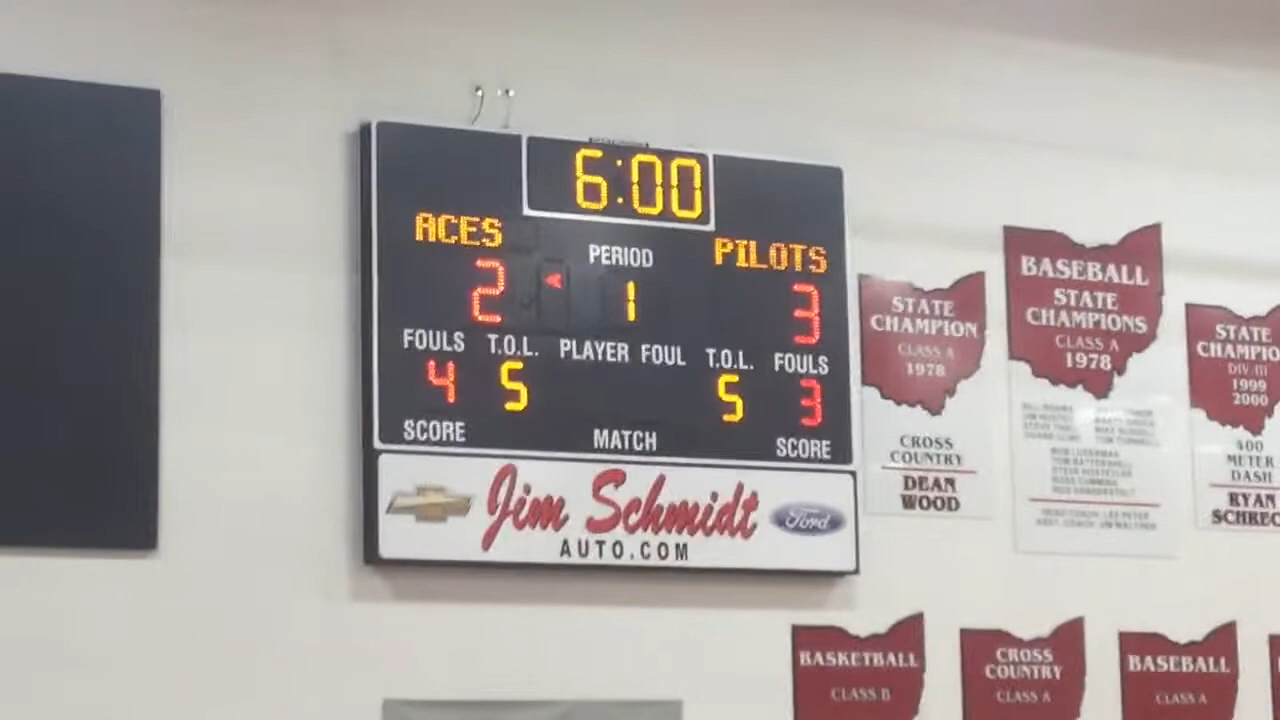 6:00
ACES
PERIOD
PILOTS
2
1
3
FOULS T.O.L. PLAYER FOUL T.O.L. FOULS
4 5 5 3
SCORE MATCH SCORE
Jim Schmidt
AUTO.COM
Ford
STATE
CHAMPION
CLASS A
1978
CROSS
COUNTRY
DEAN
WOOD
BASEBALL
STATE
CHAMPIONS
CLASS A
1978
STATE
CHAMPIO
DIV. III
1999
2000
400
METER
DASH
RYAN
SCHREC
BASKETBALL
CLASS B
CROSS
COUNTRY
CLASS A
BASEBALL
CLASS A